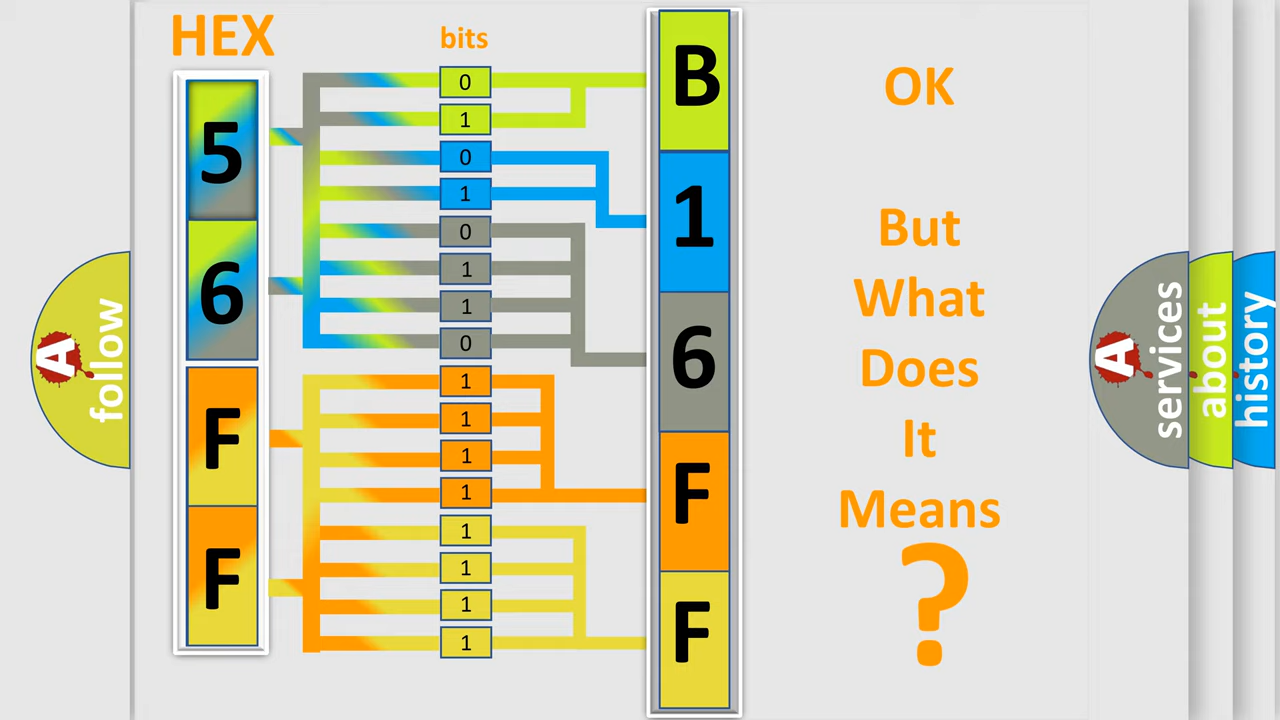 HEX
bits
5
6
F
F
0
1
0
1
0
1
1
0
1
1
1
1
1
1
1
1
B
1
6
F
F
OK
But
What
Does
It
Means
?
A
follow
A
services
about
history